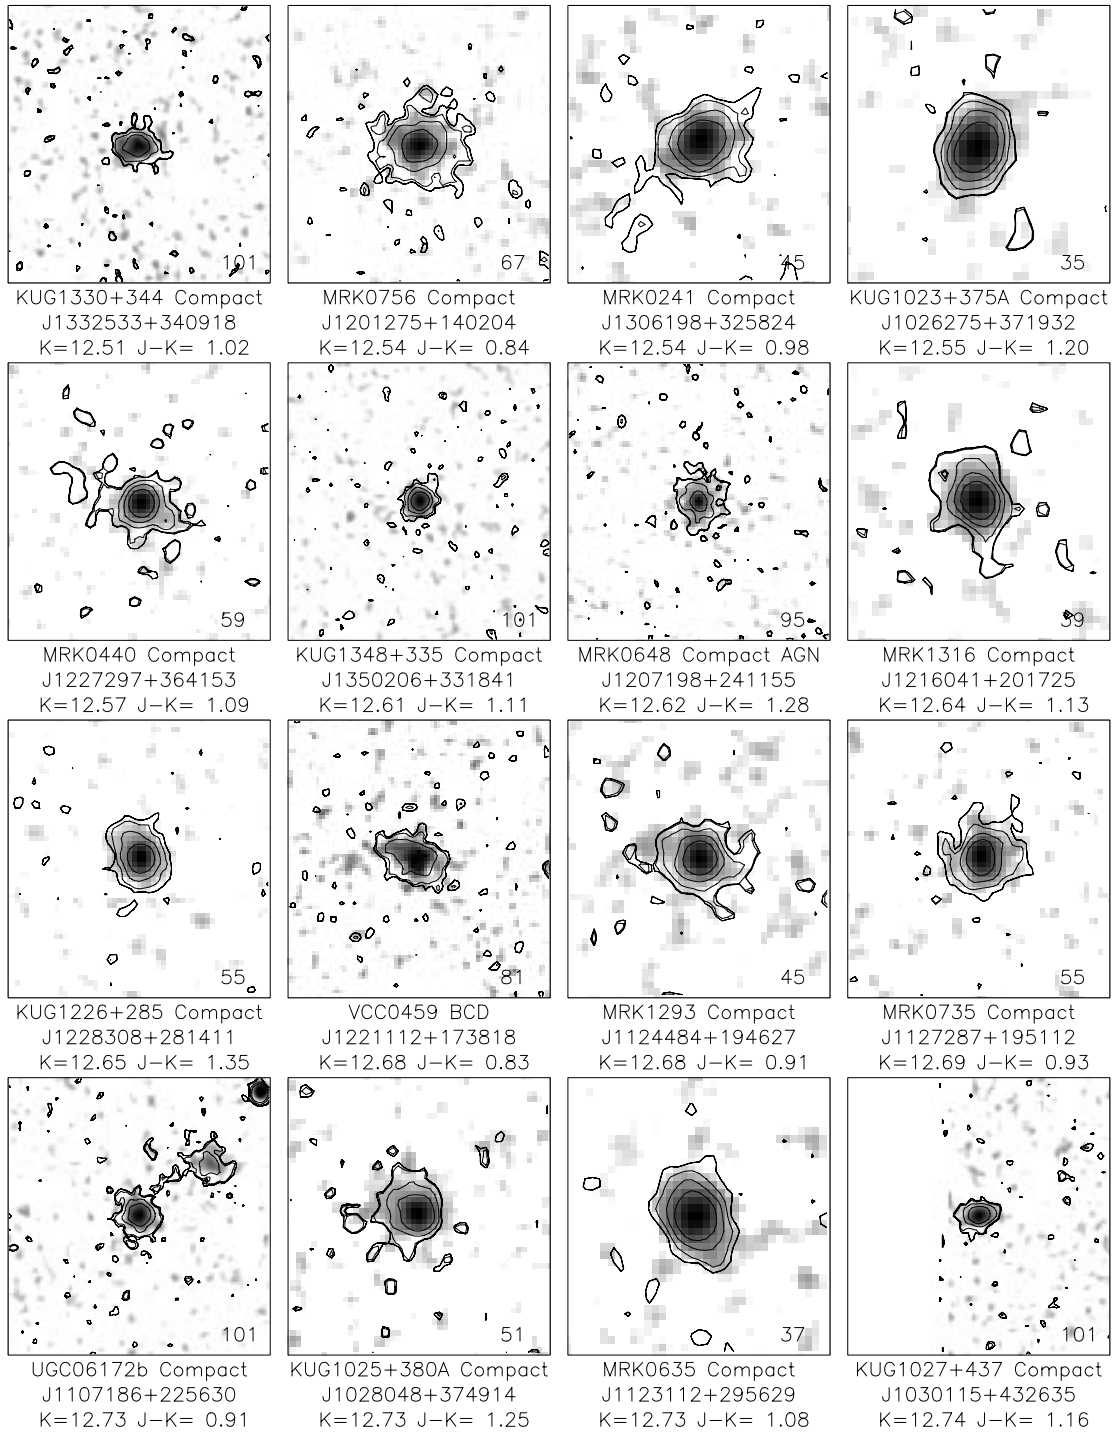 101
67
45
35
KUG1330+344 Compact
J1332533+340918
K=12.51 J-K= 1.02
MRK0756 Compact
J1201275+140204
K=12.54 J-K= 0.84
MRK0241 Compact
J1306198+325824
K=12.54 J-K= 0.98
KUG1023+375A Compact
J1026275+371932
K=12.55 J-K= 1.20
59
101
95
39
MRK0440 Compact
J1227297+364153
K=12.57 J-K= 1.09
KUG1348+335 Compact
J1350206+331841
K=12.61 J-K= 1.11
MRK0648 Compact AGN
J1207198+241155
K=12.62 J-K= 1.28
MRK1316 Compact
J1216041+201725
K=12.64 J-K= 1.13
55
81
45
55
KUG1226+285 Compact
J1228308+281411
K=12.65 J-K= 1.35
VCC0459 BCD
J1221112+173818
K=12.68 J-K= 0.83
MRK1293 Compact
J1124484+194627
K=12.68 J-K= 0.91
MRK0735 Compact
J1127287+195112
K=12.69 J-K= 0.93
101
51
37
101
UGC06172b Compact
J1107186+225630
K=12.73 J-K= 0.91
KUG1025+380A Compact
J1028048+374914
K=12.73 J-K= 1.25
MRK0635 Compact
J1123112+295629
K=12.73 J-K= 1.08
KUG1027+437 Compact
J1030115+432635
K=12.74 J-K= 1.16